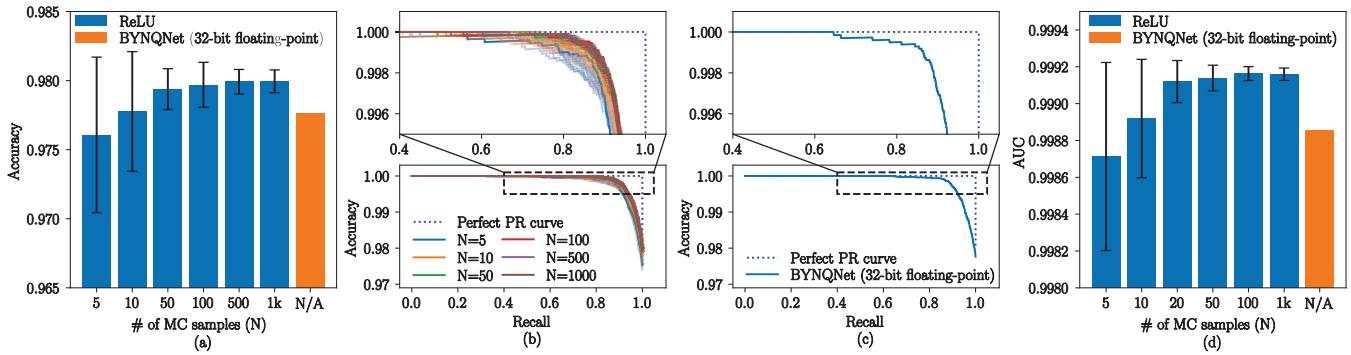 0.985
0.980
0.975
0.970
0.965
Accuracy
ReLU
BYNQNet (32-bit floating-point)
5 10 50 100 500 1k N/A
# of MC samples (N)
(a)
1.000
0.998
0.996
0.4 0.6 0.8 1.0
1.00
0.99
0.98
0.97
Accuracy
Perfect PR curve
N=5 N=100
N=10 N=500
N=50 N=1000
0.0 0.2 0.4 0.6 0.8 1.0
Recall
(b)
1.000
0.998
0.996
0.4 0.6 0.8 1.0
1.00
0.99
0.98
0.97
Accuracy
Perfect PR curve
BYNQNet (32-bit floating-point)
0.0 0.2 0.4 0.6 0.8 1.0
Recall
(c)
0.9994
0.9992
0.9990
0.9988
0.9986
0.9984
0.9982
0.9980
AUC
ReLU
BYNQNet (32-bit floating-point)
5 10 20 50 100 1k N/A
# of MC samples (N)
(d)